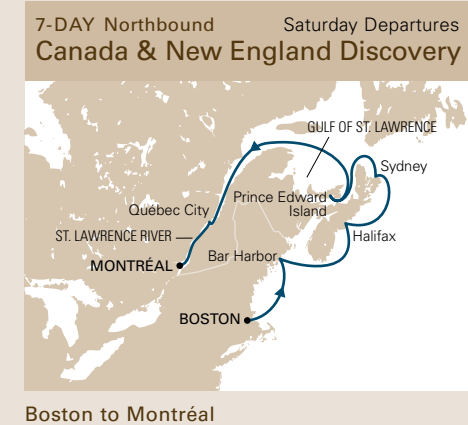 7-DAY Northbound Saturday Departures
Canada & New England Discovery
GULF OF ST. LAWRENCE
Sydney
Prince Edward
Island
Québec City
ST. LAWRENCE RIVER
Halifax
Bar Harbor
MONTRÉAL
BOSTON
Boston to Montréal